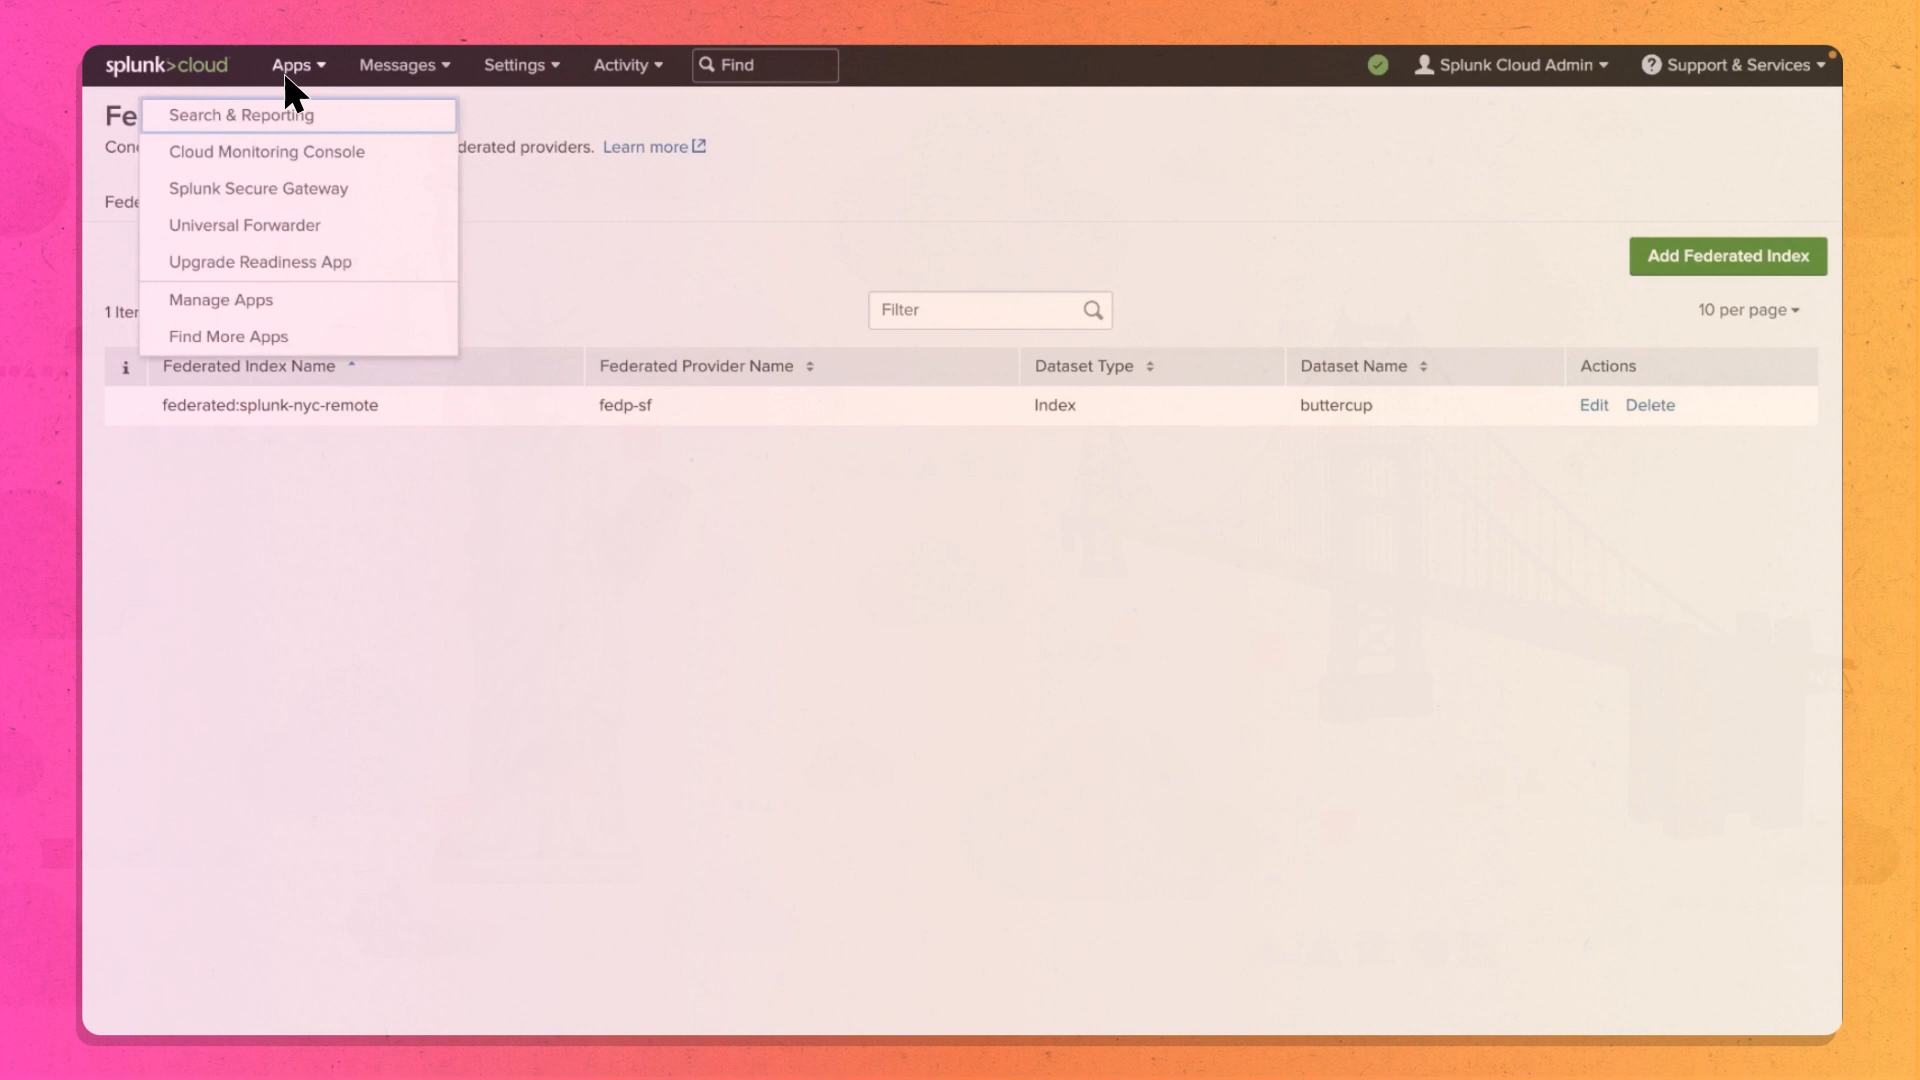 splunk>cloud Apps Messages Settings Activity Find Splunk Cloud Admin Support & Services
Fe
Search & Reporting
derated providers. Learn more
Cloud Monitoring Console
Splunk Secure Gateway
Fede
Universal Forwarder
Upgrade Readiness App
Add Federated Index
Manage Apps
Find More Apps
Filter
10 per page
i Federated Index Name Federated Provider Name Dataset Type Dataset Name Actions
federated:splunk-nyc-remote fedp-sf Index buttercup Edit Delete